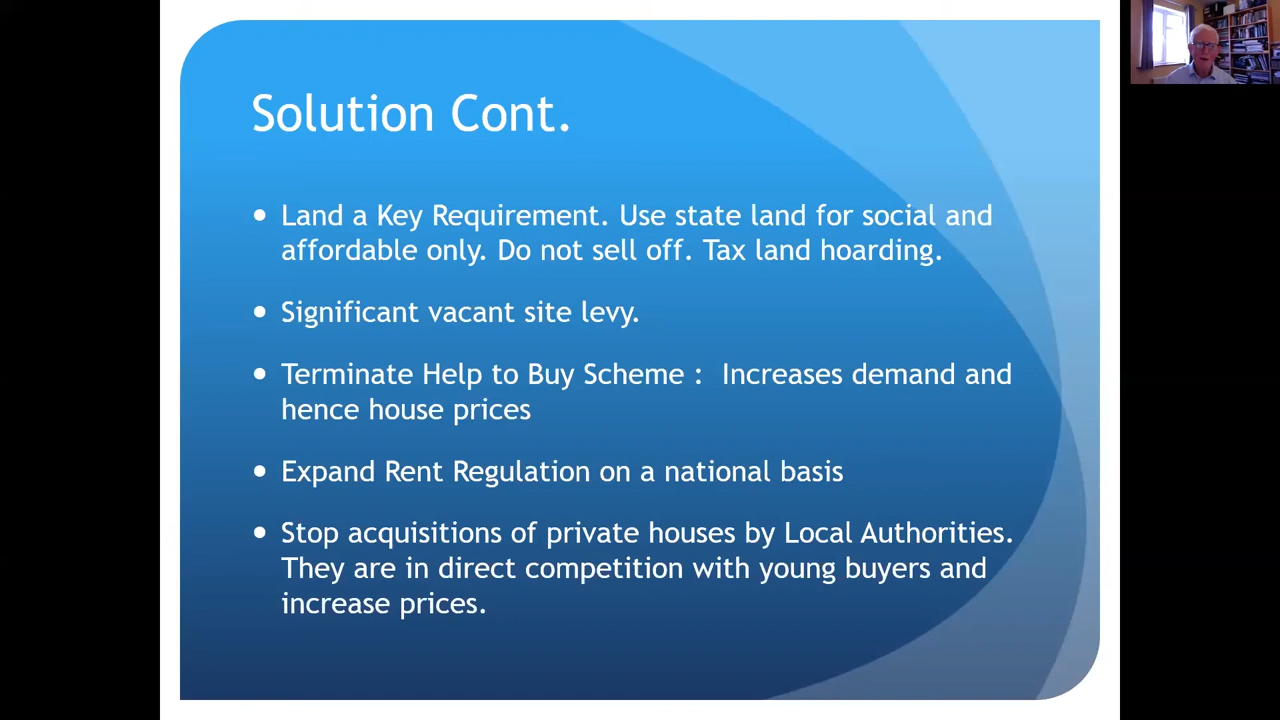 Solution Cont.
• Land a Key Requirement. Use state land for social and
affordable only. Do not sell off. Tax land hoarding.
• Significant vacant site levy.
• Terminate Help to Buy Scheme :  Increases demand and
hence house prices
• Expand Rent Regulation on a national basis
• Stop acquisitions of private houses by Local Authorities.
They are in direct competition with young buyers and
increase prices.